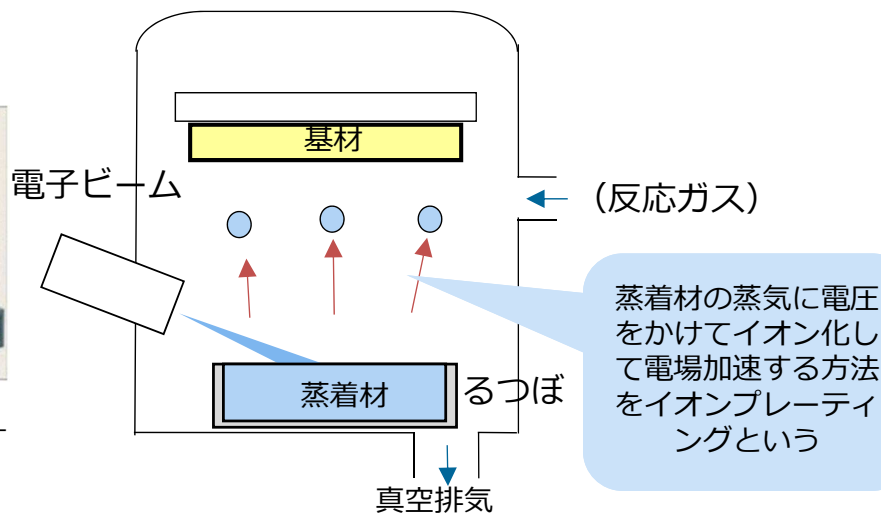 基材
電子ビーム
（反応ガス）
蒸着材の蒸気に電圧
をかけてイオン化し
て電場加速する方法
をイオンプレーティ
ングという
蒸着材
るつぼ
真空排気